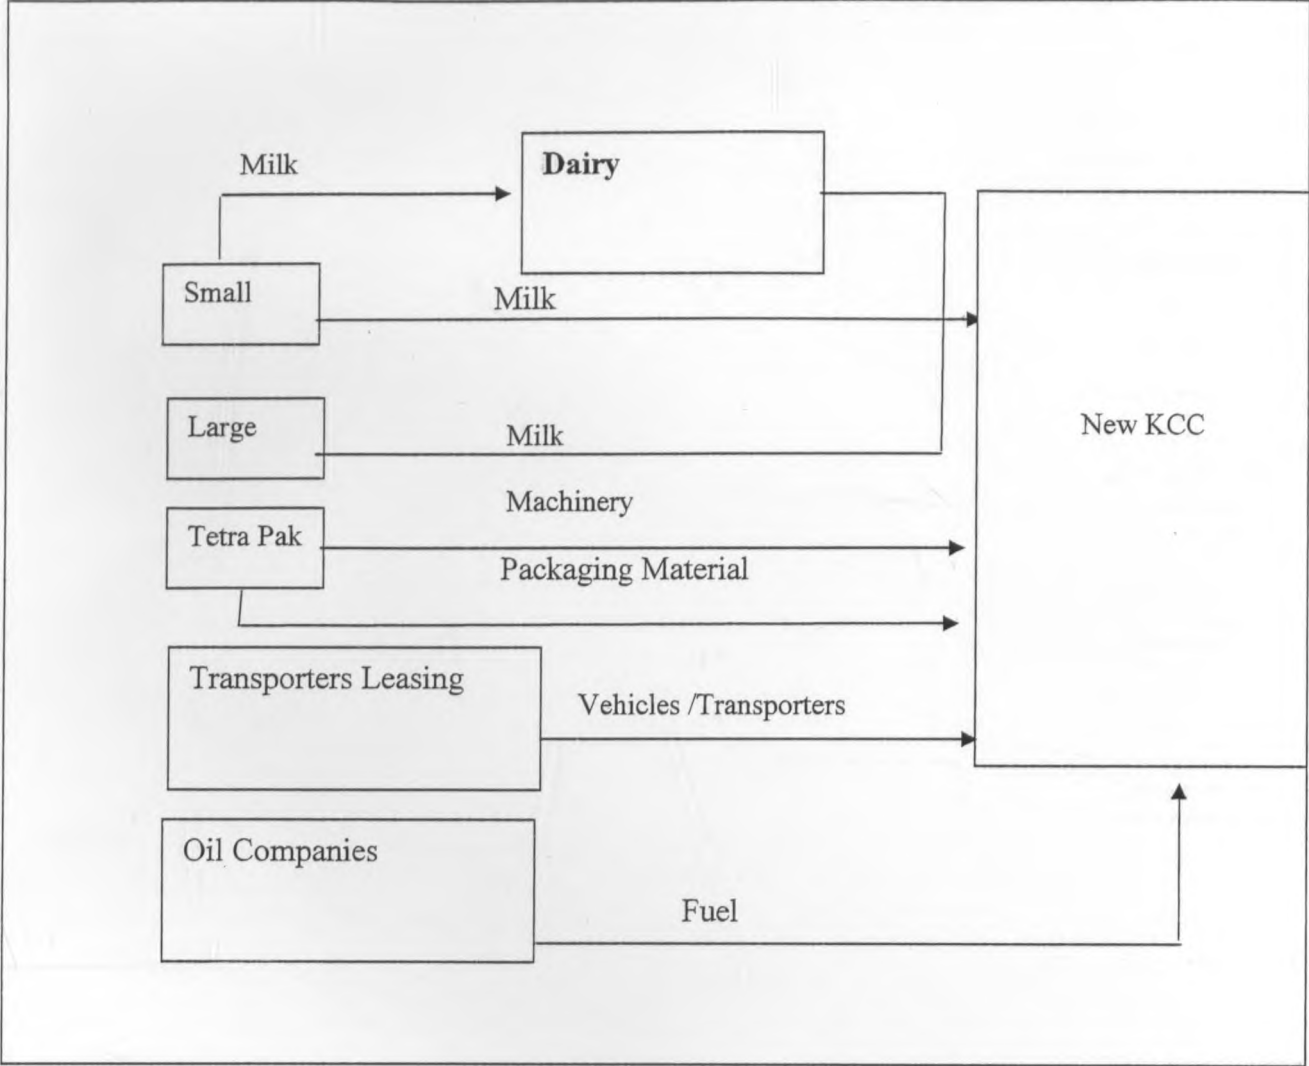 Milk
Dairy
Small
Milk
Large
Milk
New KCC
Machinery
Tetra Pak
Packaging Material
Transporters Leasing
Vehicles /Transporters
Oil Companies
Fuel